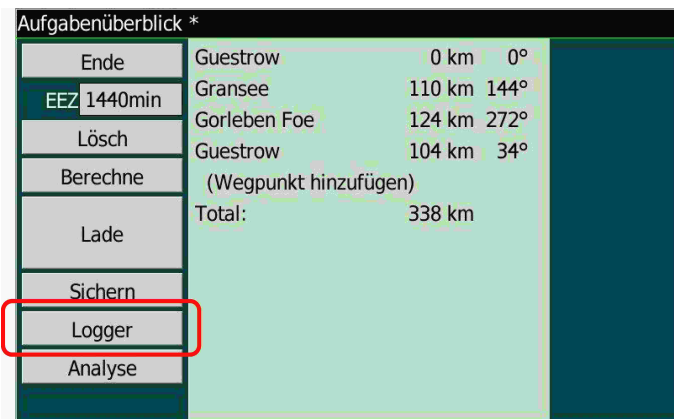 Aufgabenüberblick *
Ende
EEZ 1440min
Lösch
Berechne
Lade
Sichern
Logger
Analyse
Guestrow 0 km 0°
Gransee 110 km 144°
Gorleben Foe 124 km 272°
Guestrow 104 km 34°
(Wegpunkt hinzufügen)
Total: 338 km